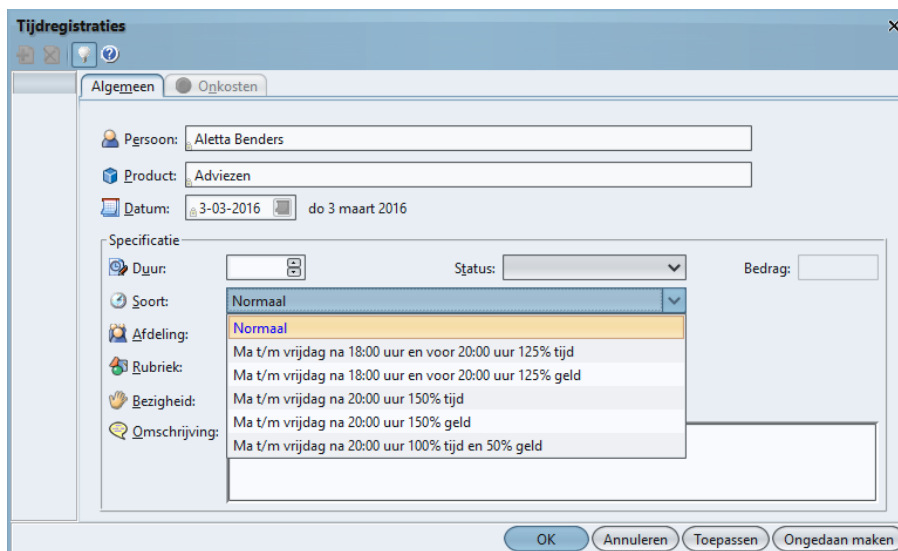 Tijdregistraties
Algemeen Onkosten
Persoon: Aletta Benders
Product: Adviezen
Datum: 3-03-2016 do 3 maart 2016
Specificatie
Duur: Status: Bedrag:
Soort: Normaal
Normaal
Afdeling:
Ma t/m vrijdag na 18:00 uur en voor 20:00 uur 125% tijd
Rubriek:
Ma t/m vrijdag na 18:00 uur en voor 20:00 uur 125% geld
Bezigheid:
Ma t/m vrijdag na 20:00 uur 150% tijd
Ma t/m vrijdag na 20:00 uur 150% geld
Omschrijving:
Ma t/m vrijdag na 20:00 uur 100% tijd en 50% geld
OK Annuleren Toepassen Ongedaan maken